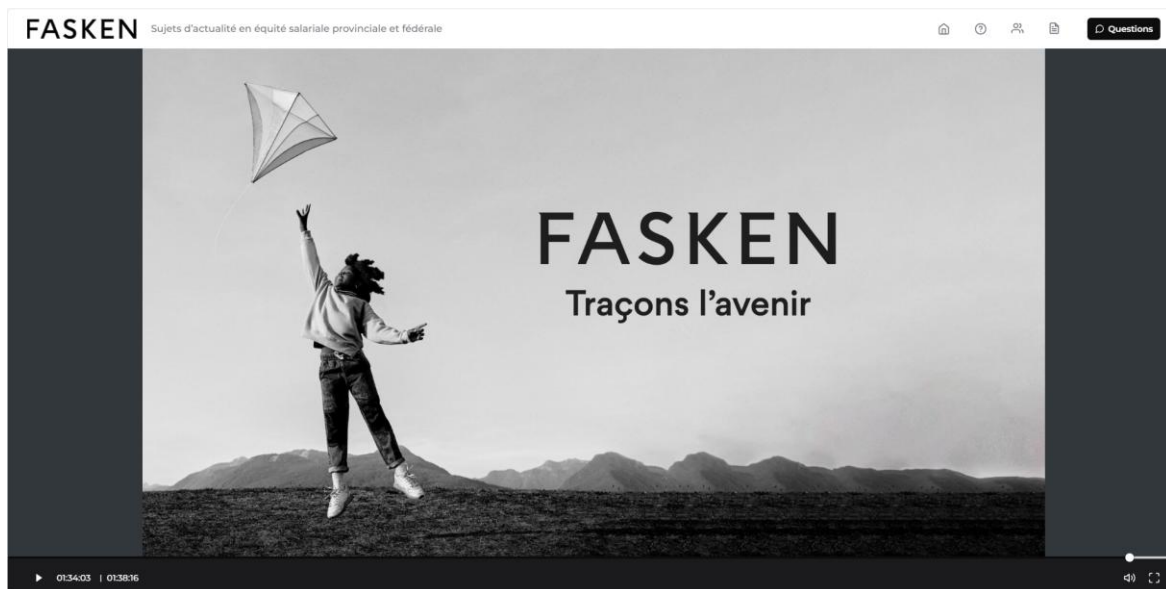 FASKEN
Sujets d'actualité en équité salariale provinciale et fédérale
Questions
FASKEN
Traçons l'avenir
01:34:03 | 01:38:16